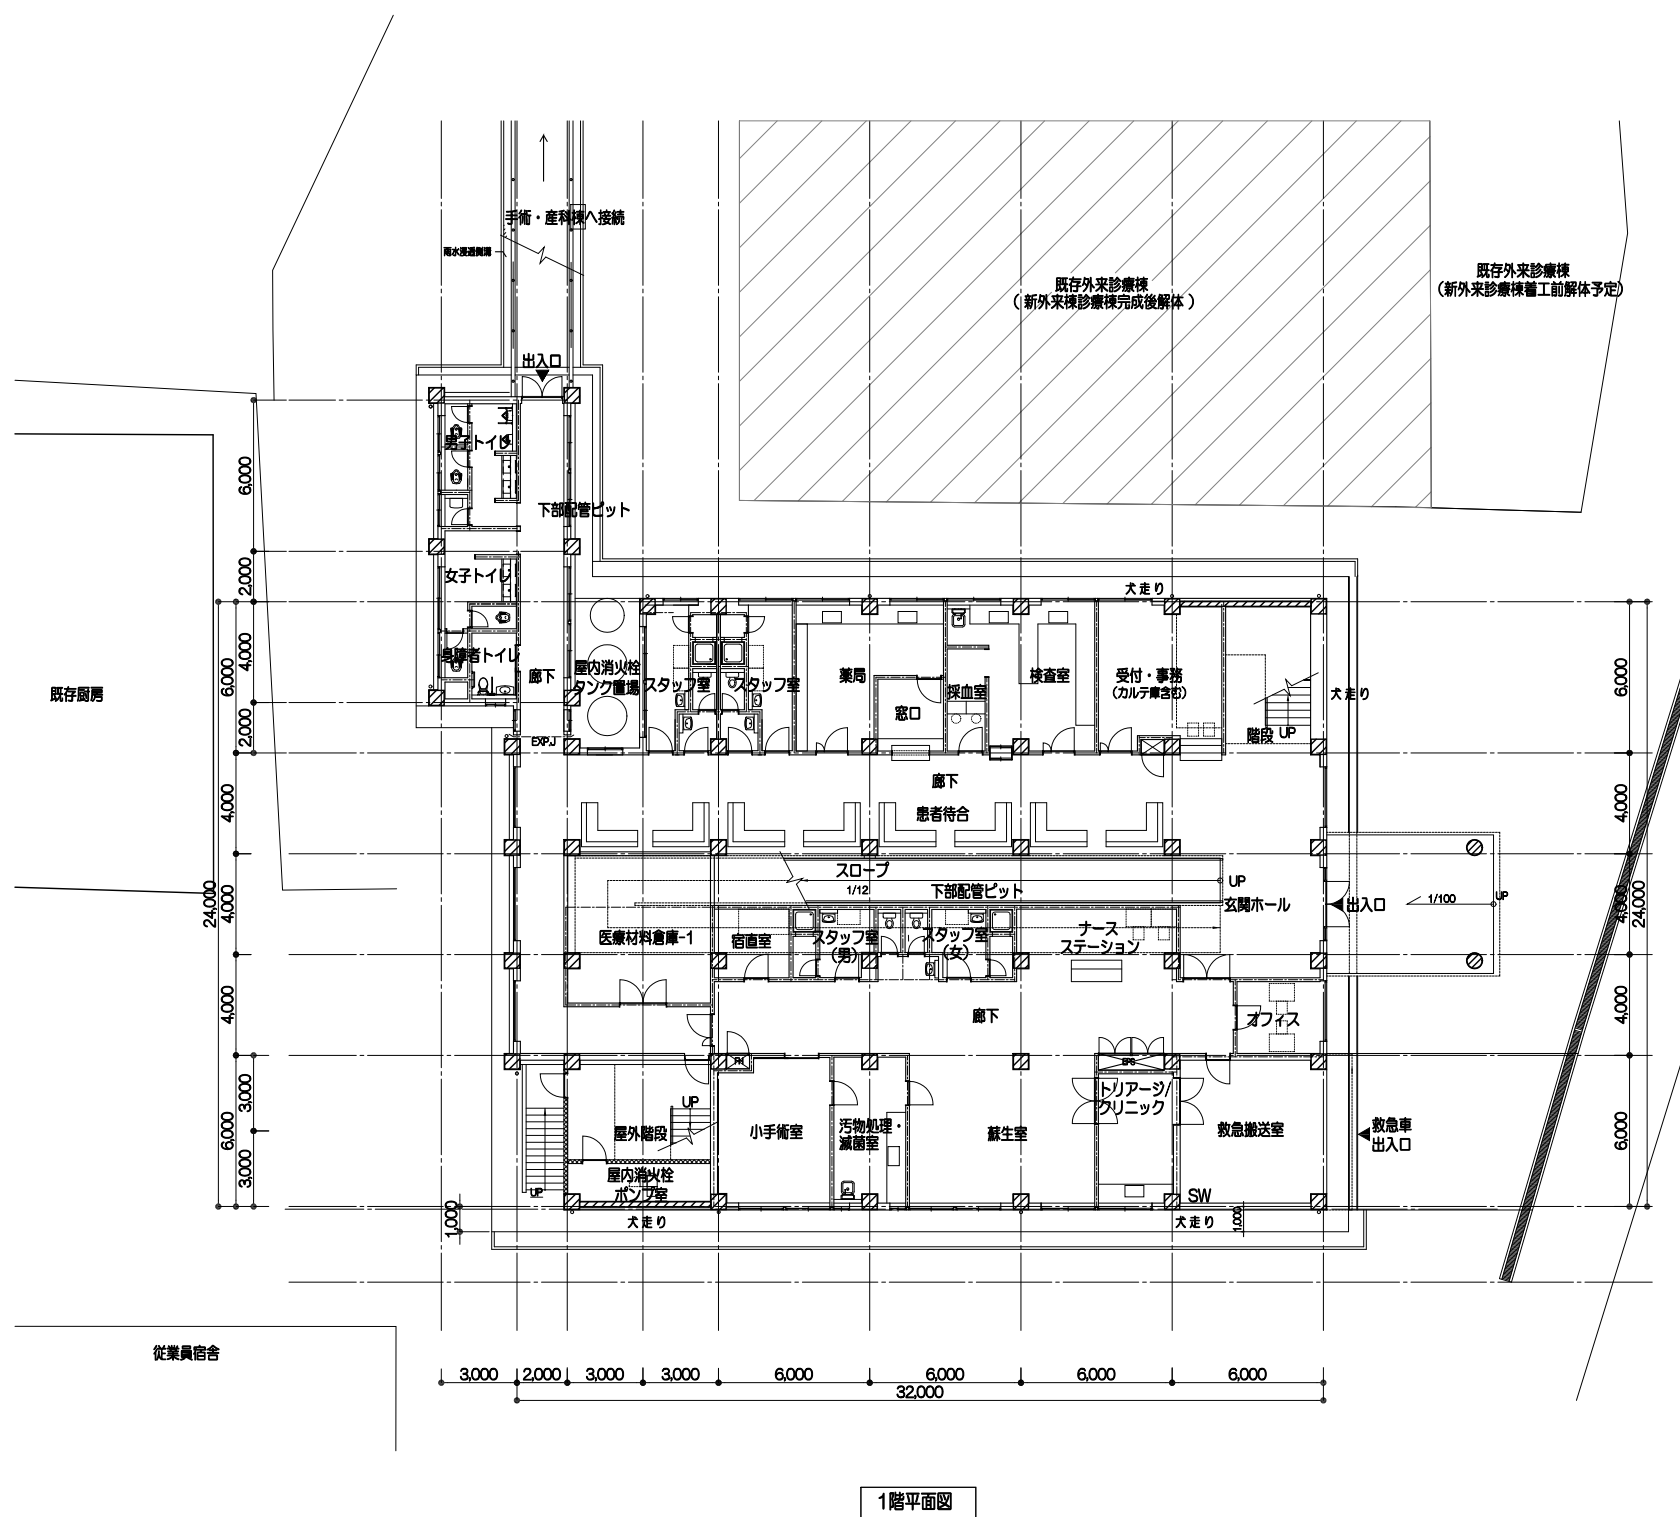 手術・産科棟へ接続
雨水浸透側溝
既存外来診療棟
（新外来棟診療棟完成後解体）
既存外来診療棟
（新外来診療棟着工前解体予定）
出入口
男子トイレ
下部配管ピット
女子トイレ
身障者トイレ
廊下
EXP.J
既存厨房
屋内消火栓
タンク置場
スタッフ室
スタッフ室
薬局
窓口
採血室
検査室
受付・事務
（カルテ庫含む）
階段 UP
犬走り
犬走り
廊下
患者待合
スロープ
1/12
下部配管ピット
UP
玄関ホール
出入口
1/100
UP
医療材料倉庫-1
宿直室
スタッフ室
（男）
スタッフ室
（女）
ナース
ステーション
廊下
オフィス
PS
EPS
UP
屋外階段
UP
屋内消火栓
ポンプ室
小手術室
汚物処理・
滅菌室
蘇生室
トリアージ/
クリニック
救急搬送室
救急車
出入口
SW
犬走り
犬走り
1,000
1,000
従業員宿舎
6,000
2,000
4,000
2,000
6,000
4,000
4,000
4,000
24,000
3,000
3,000
6,000
6,000
4,000
4,000
4,000
6,000
24,000
3,000
2,000
3,000
3,000
6,000
6,000
6,000
6,000
32,000
1階平面図